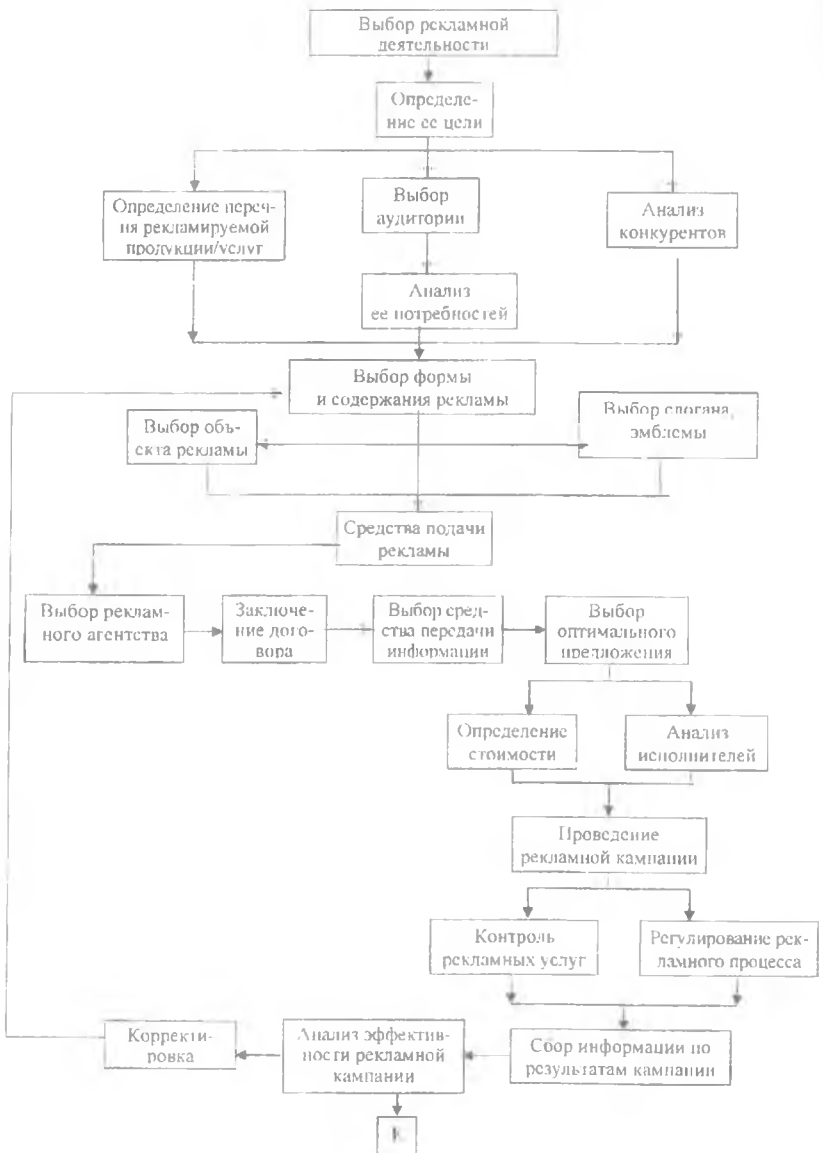 Выбор рекламной
деятельности
Определе-
ние ее цели
Определение переч-
ня рекламируемой
продукции/услуг
Выбор
аудитории
Анализ
конкурентов
Анализ
ее потребностей
Выбор формы
и содержания рекламы
Выбор объ-
екта рекламы
Выбор слогана,
эмблемы
Средства подачи
рекламы
Выбор реклам-
ного агентства
Заключе-
ние дого-
вора
Выбор сред-
ства передачи
информации
Выбор
оптимального
предложения
Определение
стоимости
Анализ
исполнителей
Проведение
рекламной кампании
Контроль
рекламных услуг
Регулирование рек-
ламного процесса
Корректи-
ровка
Анализ эффектив-
ности рекламной
кампании
Сбор информации по
результатам кампании
К